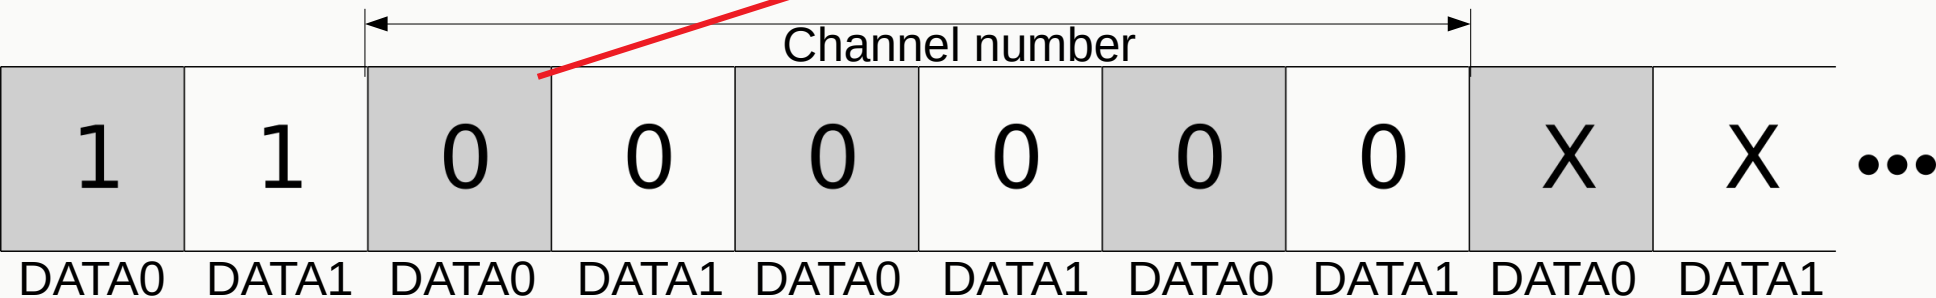 Channel number
1 1 0 0 0 0 0 0 X X •••
DATA0 DATA1 DATA0 DATA1 DATA0 DATA1 DATA0 DATA1 DATA0 DATA1